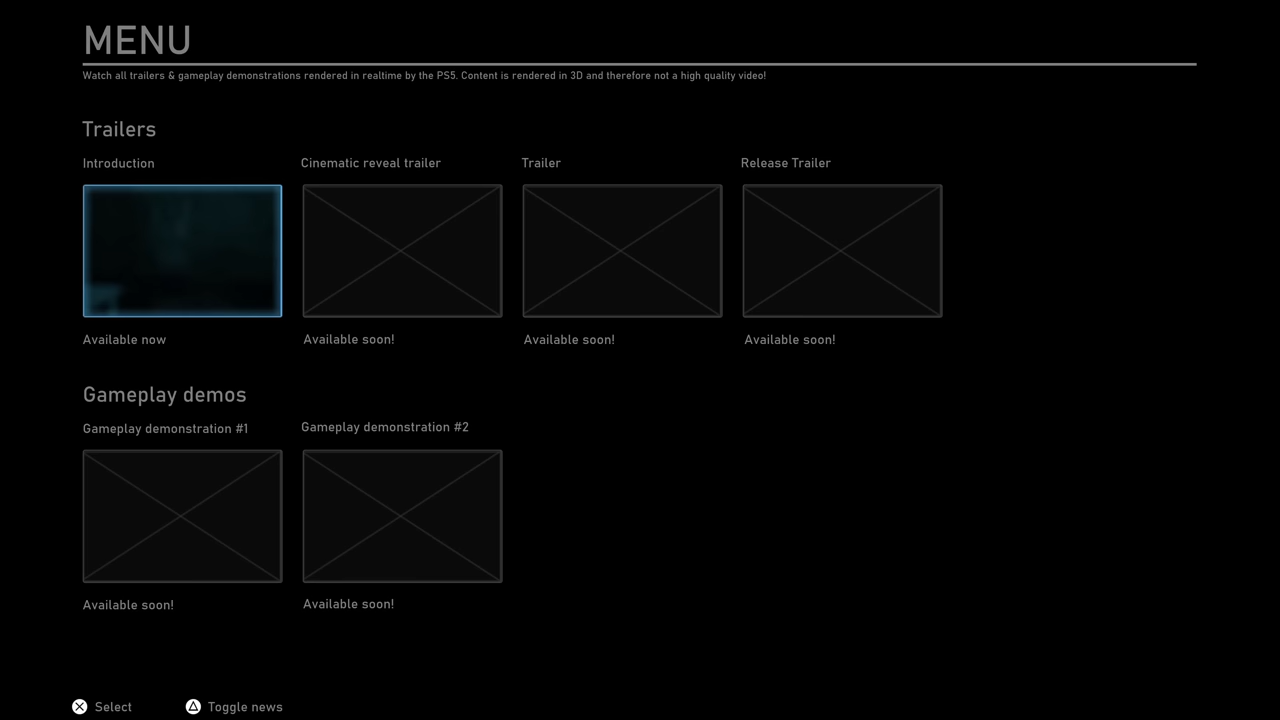 MENU
Watch all trailers & gameplay demonstrations rendered in realtime by the PS5. Content is rendered in 3D and therefore not a high quality video!
Trailers
Introduction
Cinematic reveal trailer
Trailer
Release Trailer
Available now
Available soon!
Available soon!
Available soon!
Gameplay demos
Gameplay demonstration #1
Gameplay demonstration #2
Available soon!
Available soon!
Select
Toggle news